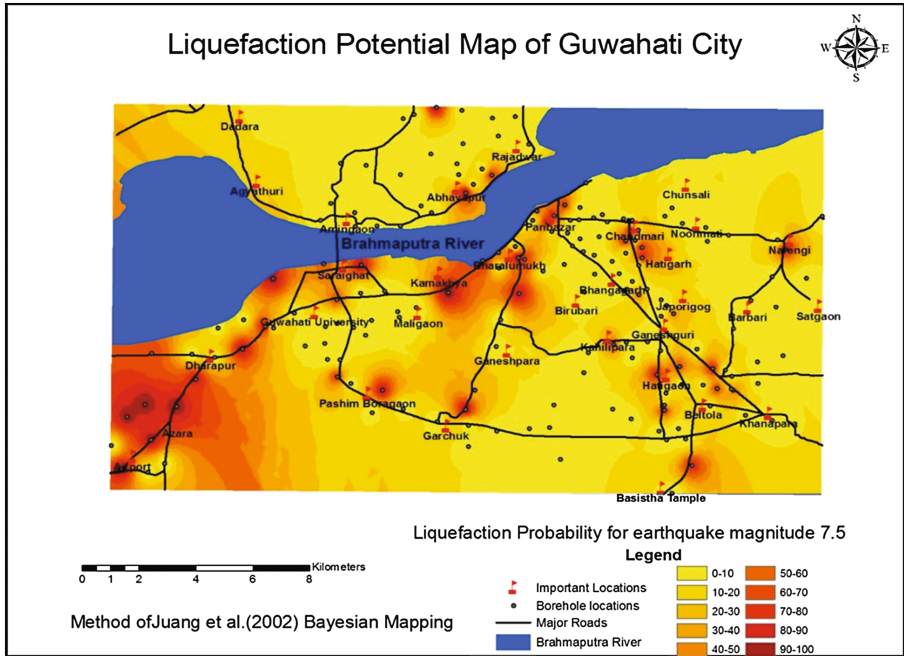 Liquefaction Potential Map of Guwahati City
N
W E
S
Dadara
Rajadwar
Agyathuri
Abhayapur
Chunsali
Amingaon
Panbazar
Chandmari
Noonmati
Brahmaputra River
Narengi
Bharalumukh
Hatigarh
Saraighat
Kamakhya
Bhangagarh
Japorigog
Birubari
Barbari
Satgaon
Guwahati University
Maligaon
Ganeshguri
Kahilipara
Dharapur
Ganeshpara
Hatigaon
Pashim Boragaon
Beltola
Khanapara
Azara
Garchuk
Airport
Basistha Tample
Liquefaction Probability for earthquake magnitude 7.5
Legend
Kilometers
0 1 2 4 6 8
Important Locations
Borehole locations
Major Roads
Brahmaputra River
0-10
10-20
20-30
30-40
40-50
50-60
60-70
70-80
80-90
90-100
Method ofJuang et al.(2002) Bayesian Mapping